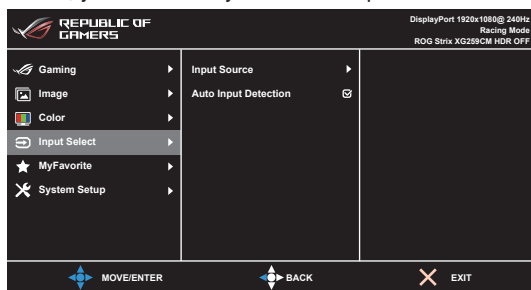 REPUBLIC OF
GAMERS
DisplayPort 1920x1080@ 240Hz
Racing Mode
ROG Strix XG259CM HDR OFF
Gaming
Image
Color
Input Select
MyFavorite
System Setup
Input Source
Auto Input Detection
MOVE/ENTER
BACK
EXIT